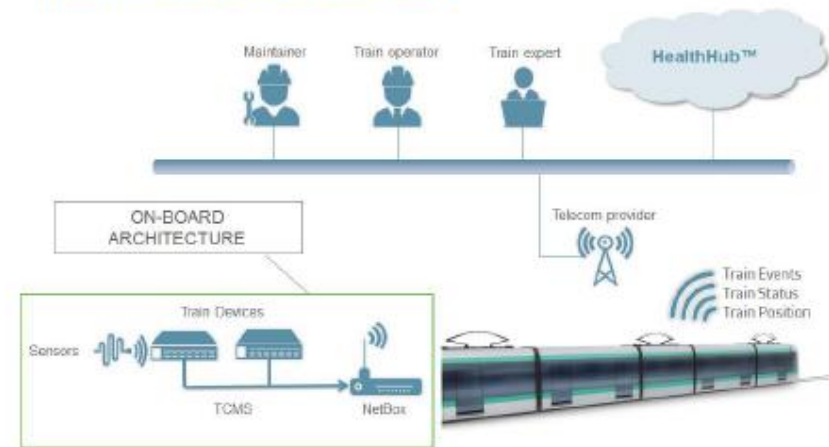 Maintainer
Train operator
Train expert
HealthHub™
ON-BOARD
ARCHITECTURE
Telecom provider
Train Events
Train Status
Train Position
Train Devices
Sensors
TCMS
NetBox